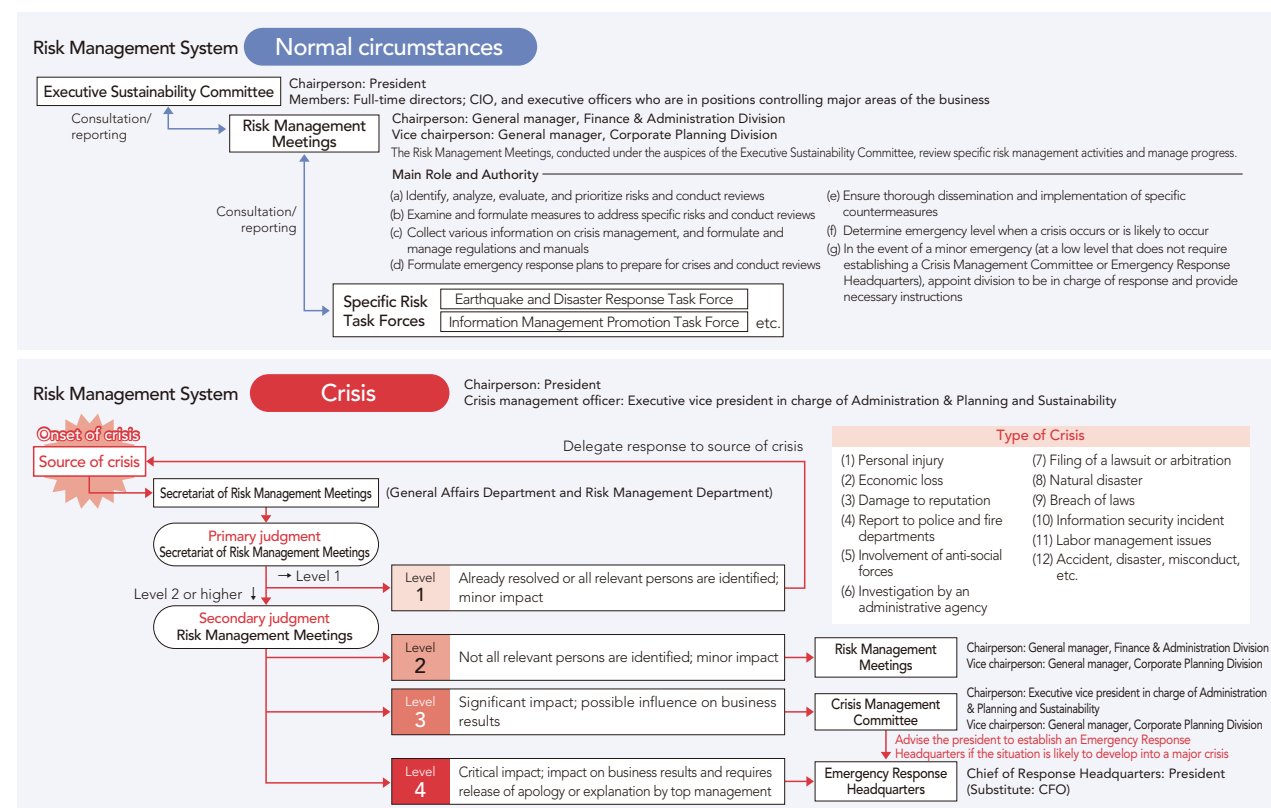 Risk Management System Normal circumstances
Executive Sustainability Committee
Chairperson: President
Members: Full-time directors; CIO, and executive officers who are in positions controlling major areas of the business
Consultation/
reporting
Risk Management
Meetings
Chairperson: General manager, Finance & Administration Division
Vice chairperson: General manager, Corporate Planning Division
The Risk Management Meetings, conducted under the auspices of the Executive Sustainability Committee, review specific risk management activities and manage progress.
Main Role and Authority
(a) Identify, analyze, evaluate, and prioritize risks and conduct reviews
(b) Examine and formulate measures to address specific risks and conduct reviews
(c) Collect various information on crisis management, and formulate and
manage regulations and manuals
(d) Formulate emergency response plans to prepare for crises and conduct reviews
(e) Ensure thorough dissemination and implementation of specific
countermeasures
(f) Determine emergency level when a crisis occurs or is likely to occur
(g) In the event of a minor emergency (at a low level that does not require
establishing a Crisis Management Committee or Emergency Response
Headquarters), appoint division to be in charge of response and provide
necessary instructions
Consultation/
reporting
Specific Risk
Task Forces
Earthquake and Disaster Response Task Force
Information Management Promotion Task Force
etc.
Risk Management System Crisis
Chairperson: President
Crisis management officer: Executive vice president in charge of Administration & Planning and Sustainability
Onset of crisis
Source of crisis
Delegate response to source of crisis
Secretariat of Risk Management Meetings
(General Affairs Department and Risk Management Department)
Primary judgment
Secretariat of Risk Management Meetings
→ Level 1
Level 2 or higher ↓
Secondary judgment
Risk Management Meetings
Level
1
Already resolved or all relevant persons are identified;
minor impact
Type of Crisis
(1) Personal injury
(2) Economic loss
(3) Damage to reputation
(4) Report to police and fire
departments
(5) Involvement of anti-social
forces
(6) Investigation by an
administrative agency
(7) Filing of a lawsuit or arbitration
(8) Natural disaster
(9) Breach of laws
(10) Information security incident
(11) Labor management issues
(12) Accident, disaster, misconduct,
etc.
Level
2
Not all relevant persons are identified; minor impact
Risk Management
Meetings
Chairperson: General manager, Finance & Administration Division
Vice chairperson: General manager, Corporate Planning Division
Level
3
Significant impact; possible influence on business
results
Crisis Management
Committee
Chairperson: Executive vice president in charge of Administration
& Planning and Sustainability
Vice chairperson: General manager, Corporate Planning Division
Advise the president to establish an Emergency Response
Headquarters if the situation is likely to develop into a major crisis
Level
4
Critical impact; impact on business results and requires
release of apology or explanation by top management
Emergency Response
Headquarters
Chief of Response Headquarters: President
(Substitute: CFO)